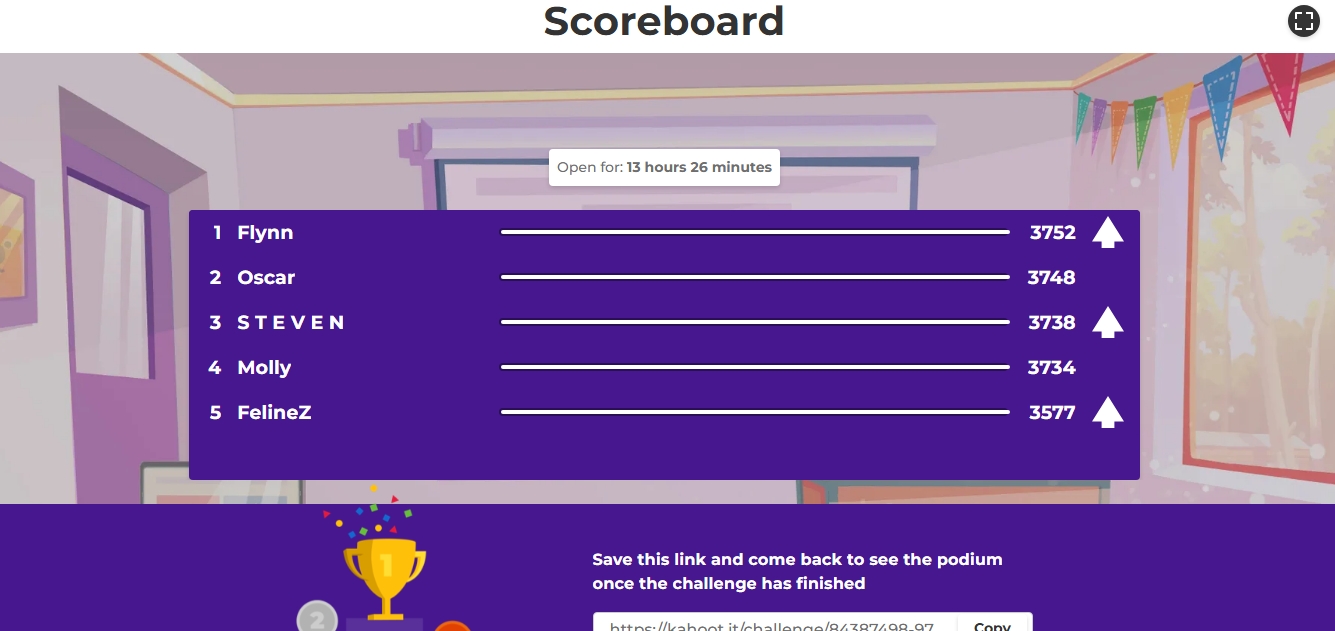 Scoreboard
Open for: 13 hours 26 minutes
1 Flynn 3752
2 Oscar 3748
3 S T E V E N 3738
4 Molly 3734
5 FelineZ 3577
1
Save this link and come back to see the podium
once the challenge has finished
2
https://kahoot.it/challenge/84387498-97 Copy